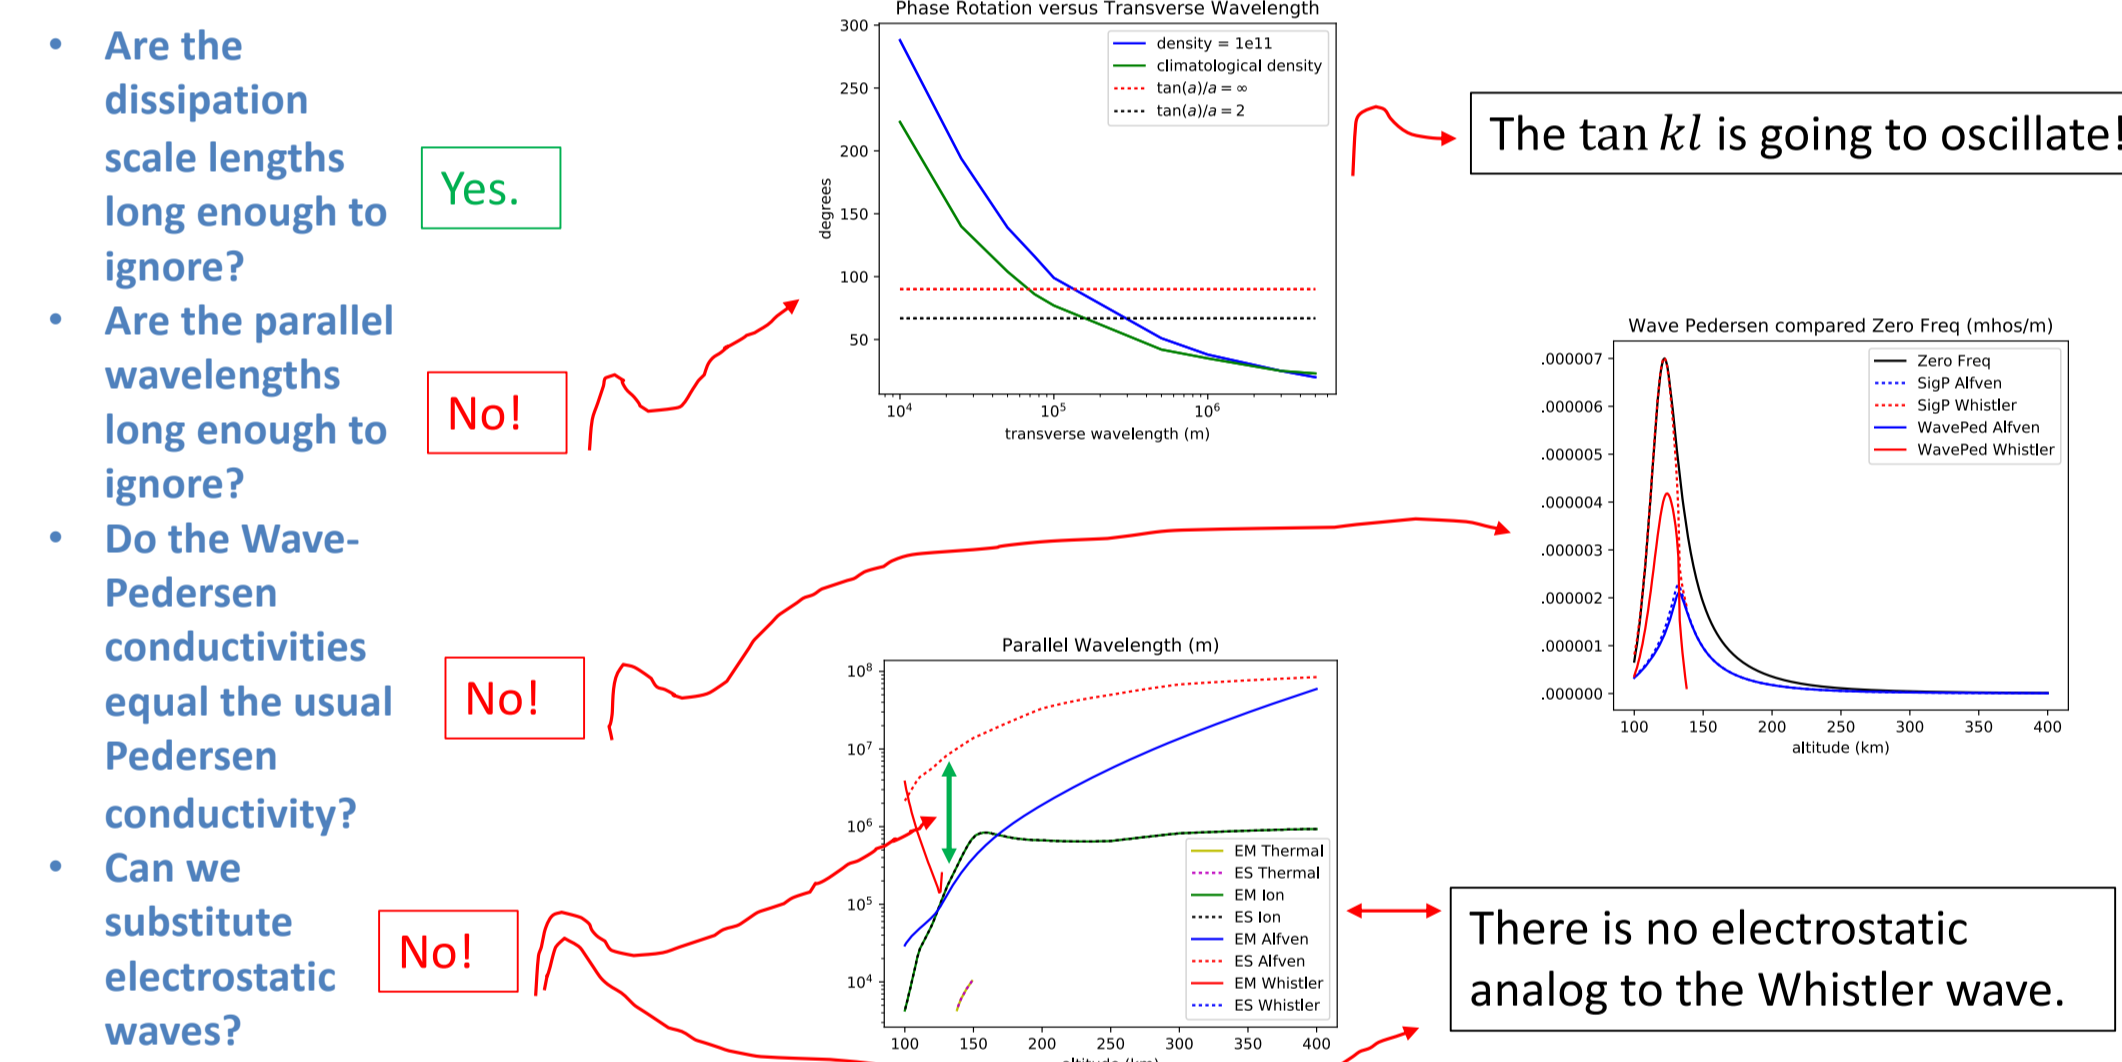 • Are the
dissipation
scale lengths
long enough to
ignore?
Yes.
• Are the parallel
wavelengths
long enough to
ignore?
No!
• Do the Wave-
Pedersen
conductivities
equal the usual
Pedersen
conductivity?
No!
• Can we
substitute
electrostatic
waves?
No!
Phase Rotation versus Transverse Wavelength
300
250
200
150
100
50
degrees
density = 1e11
climatological density
tan(a)/a = ∞
tan(a)/a = 2
10⁴ 10⁵ 10⁶
transverse wavelength (m)
The tan kl is going to oscillate!
Wave Pedersen compared Zero Freq (mhos/m)
.000007
.000006
.000005
.000004
.000003
.000002
.000001
.000000
Zero Freq
SigP Alfven
SigP Whistler
WavePed Alfven
WavePed Whistler
100 150 200 250 300 350 400
altitude (km)
Parallel Wavelength (m)
10⁸
10⁷
10⁶
10⁵
10⁴
EM Thermal
ES Thermal
EM Ion
ES Ion
EM Alfven
ES Alfven
EM Whistler
ES Whistler
100 150 200 250 300 350 400
altitude (km)
There is no electrostatic
analog to the Whistler wave.